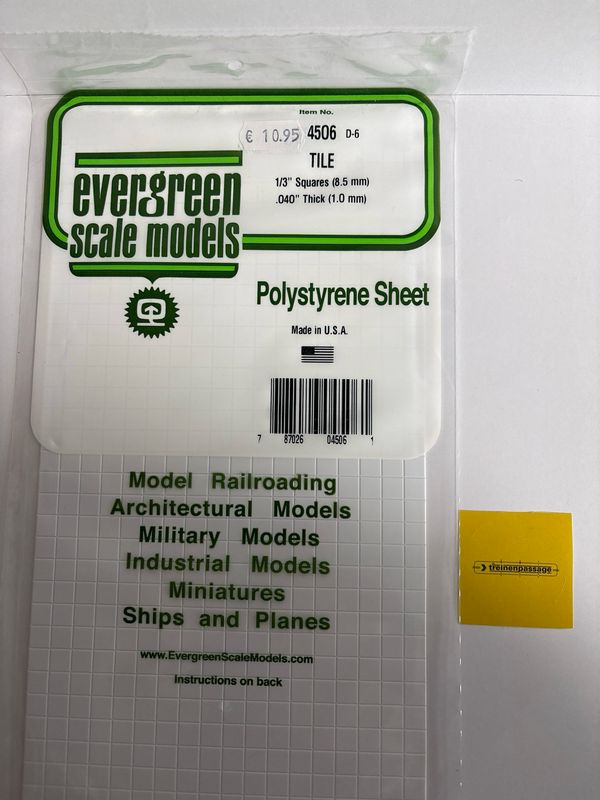 Item No.
€ 10.95
4506 D-6
TILE
1/3" Squares (8.5 mm)
.040" Thick (1.0 mm)
evergreen
scale models
Polystyrene Sheet
Made in U.S.A.
7 87026 04506 1
Model Railroading
Architectural Models
Military Models
Industrial Models
Miniatures
Ships and Planes
www.EvergreenScaleModels.com
Instructions on back
treinenpassage